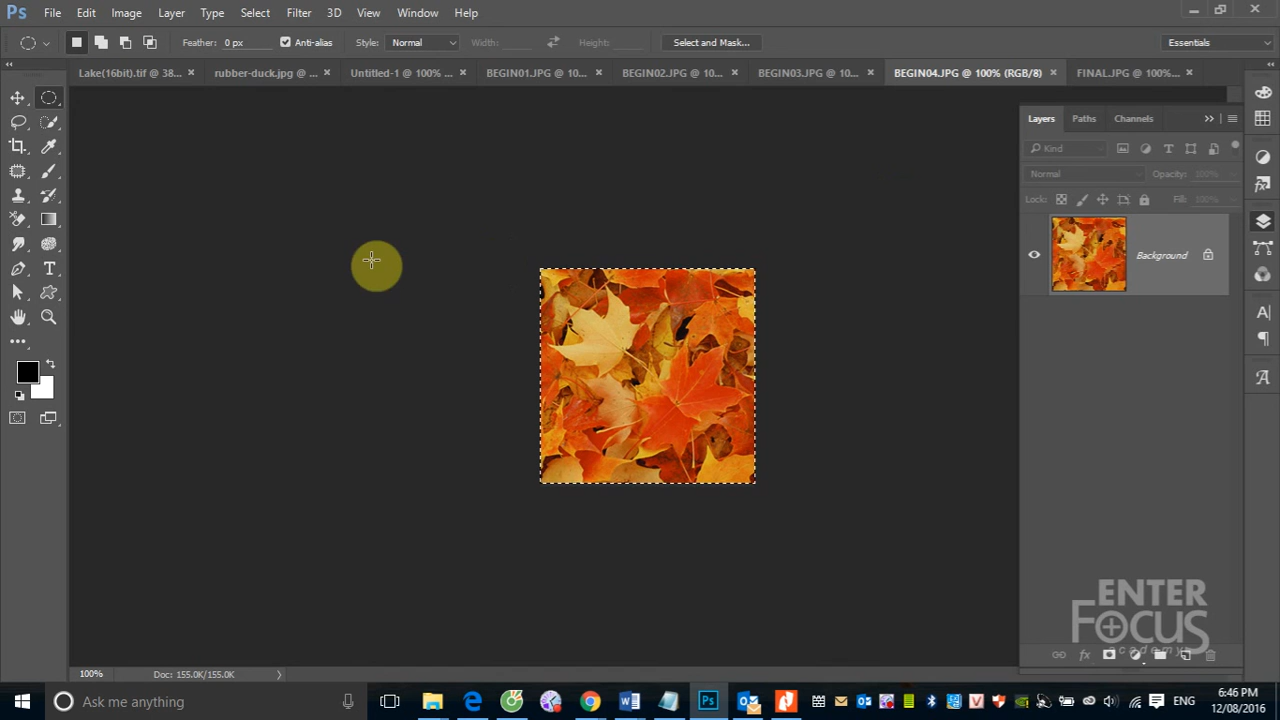 Ps File Edit Image Layer Type Select Filter 3D View Window Help
Feather: 0 px Anti-alias Style: Normal Width: Height: Select and Mask... Essentials
Lake(16bit).tif @ 38... rubber-duck.jpg @ ... Untitled-1 @ 100% ... BEGIN01.JPG @ 10... BEGIN02.JPG @ 10... BEGIN03.JPG @ 10... BEGIN04.JPG @ 100% (RGB/8) FINAL.JPG @ 100%...
Layers Paths Channels
Kind
Normal Opacity: 100%
Lock: Fill: 100%
Background
ENTER
FOCUS
academy
100% Doc: 155.0K/155.0K
Ask me anything
ENG
6:46 PM
12/08/2016